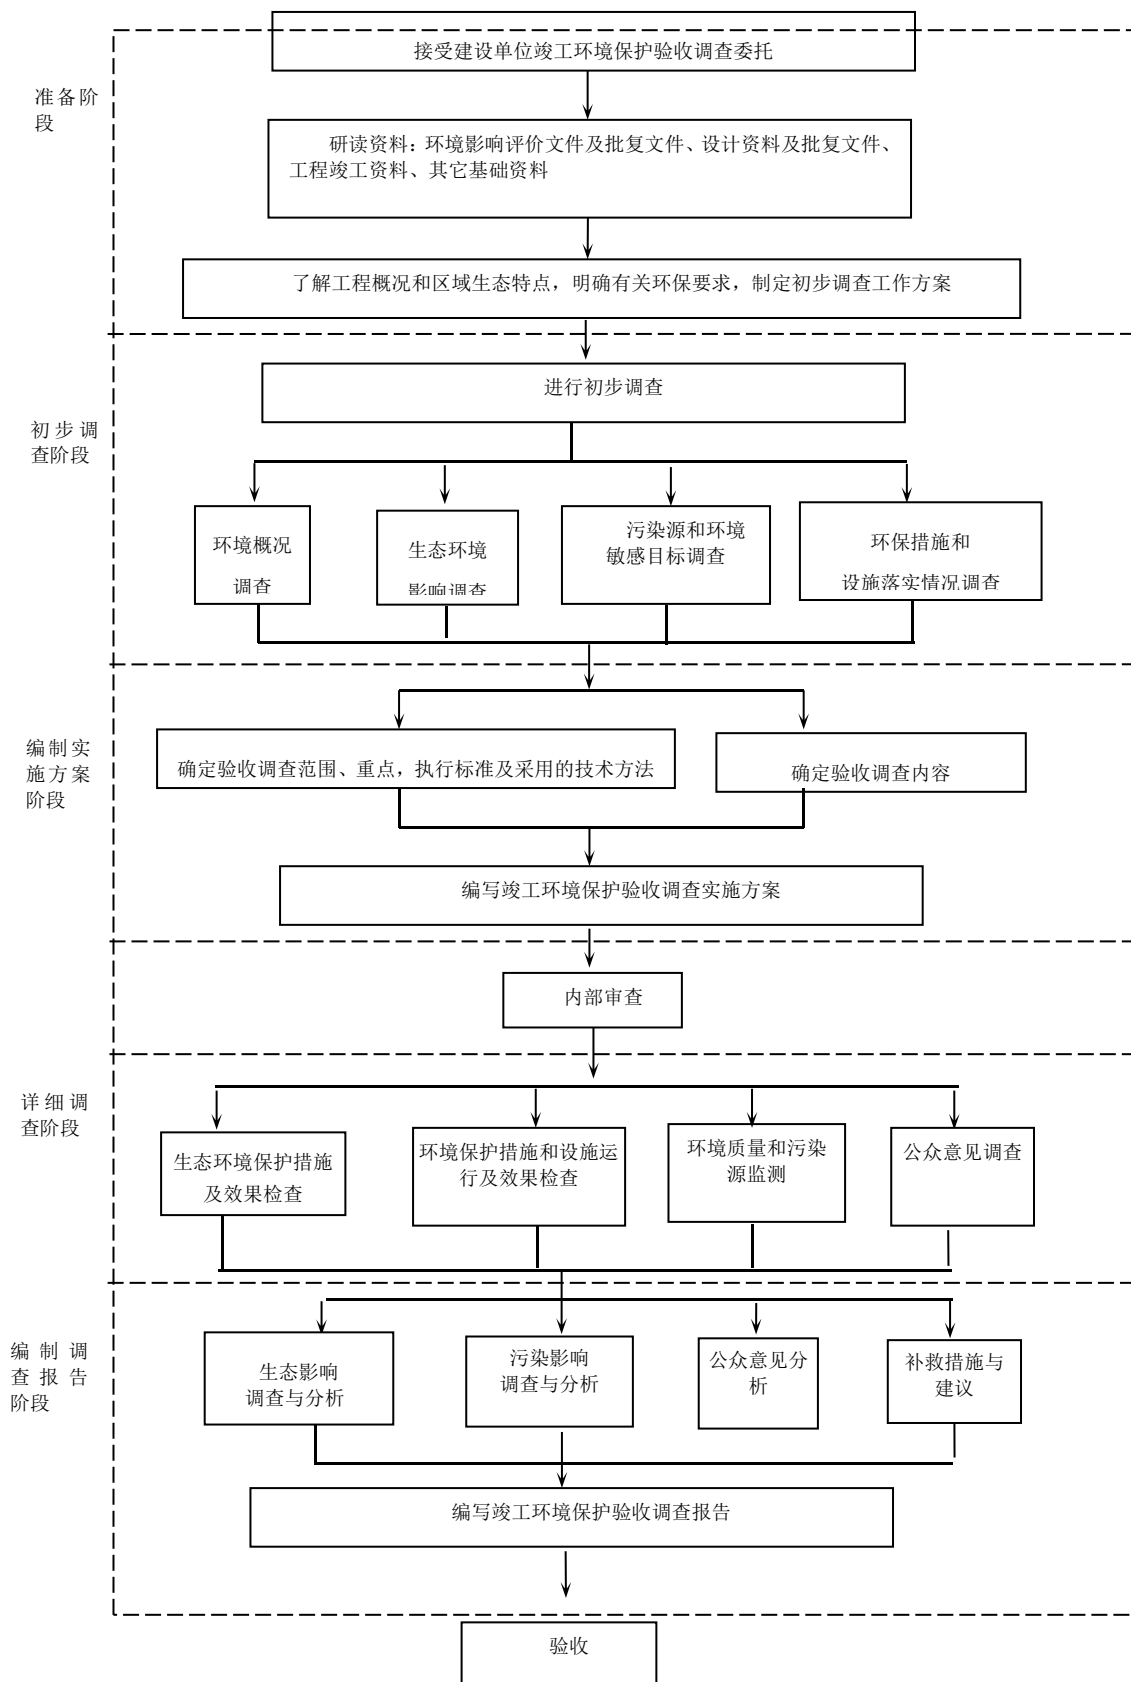 接受建设单位竣工环境保护验收调查委托
准备阶
段
研读资料：环境影响评价文件及批复文件、设计资料及批复文件、
工程竣工资料、其它基础资料
了解工程概况和区域生态特点，明确有关环保要求，制定初步调查工作方案
进行初步调查
初步调
查阶段
环境概况
调查
生态环境
影响调查
污染源和环境
敏感目标调查
环保措施和
设施落实情况调查
编制实
施方案
阶段
确定验收调查范围、重点，执行标准及采用的技术方法
确定验收调查内容
编写竣工环境保护验收调查实施方案
内部审查
详细调
查阶段
生态环境保护措施
及效果检查
环境保护措施和设施运
行及效果检查
环境质量和污染
源监测
公众意见调查
编制调
查报告
阶段
生态影响
调查与分析
污染影响
调查与分析
公众意见分
析
补救措施与
建议
编写竣工环境保护验收调查报告
验收